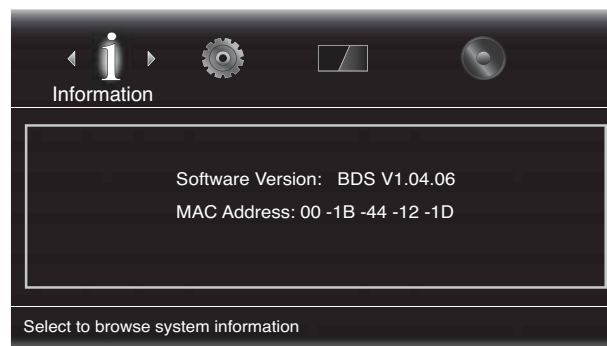 Information
Software Version: BDS V1.04.06
MAC Address: 00 -1B -44 -12 -1D
Select to browse system information